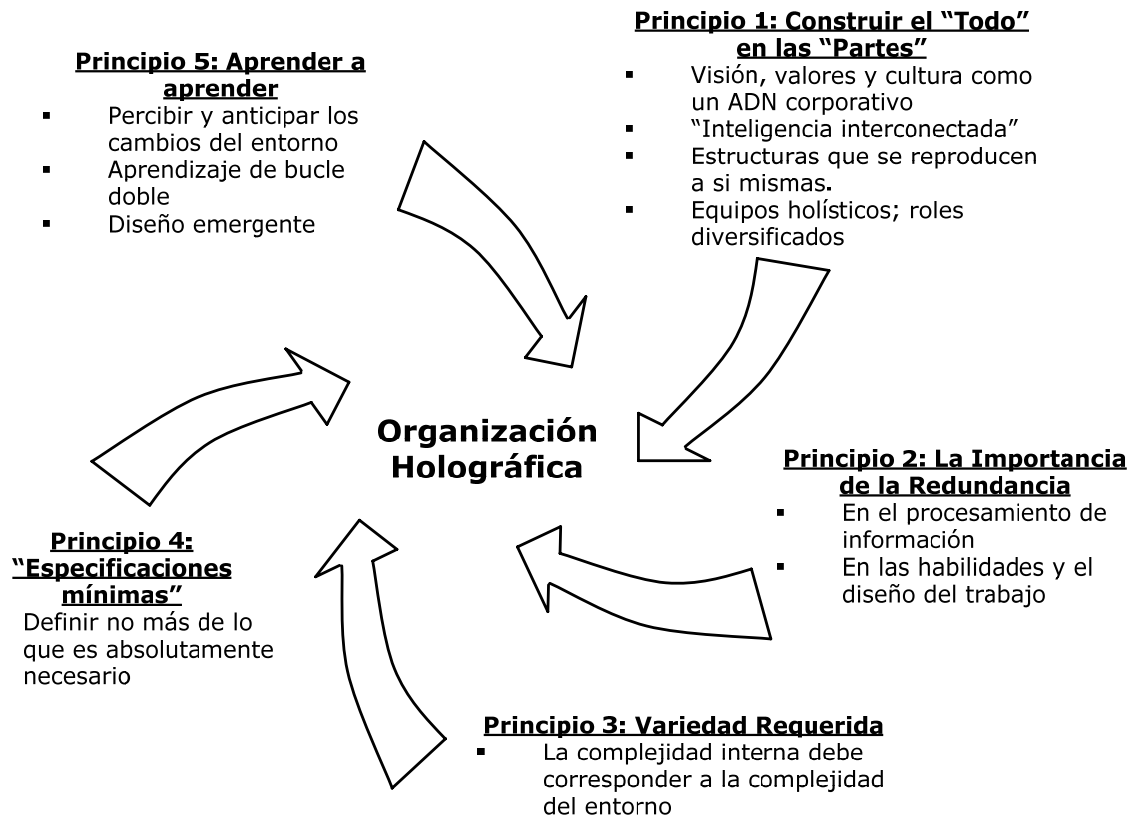 Principio 1: Construir el “Todo”
en las “Partes”
▪ Visión, valores y cultura como
un ADN corporativo
▪ “Inteligencia interconectada”
▪ Estructuras que se reproducen
a si mismas.
▪ Equipos holísticos; roles
diversificados
Principio 2: La Importancia
de la Redundancia
▪ En el procesamiento de
información
▪ En las habilidades y el
diseño del trabajo
Principio 3: Variedad Requerida
▪ La complejidad interna debe
corresponder a la complejidad
del entorno
Principio 4:
“Especificaciones
mínimas”
Definir no más de lo
que es absolutamente
necesario
Principio 5: Aprender a
aprender
▪ Percibir y anticipar los
cambios del entorno
▪ Aprendizaje de bucle
doble
▪ Diseño emergente
Organización
Holográfica